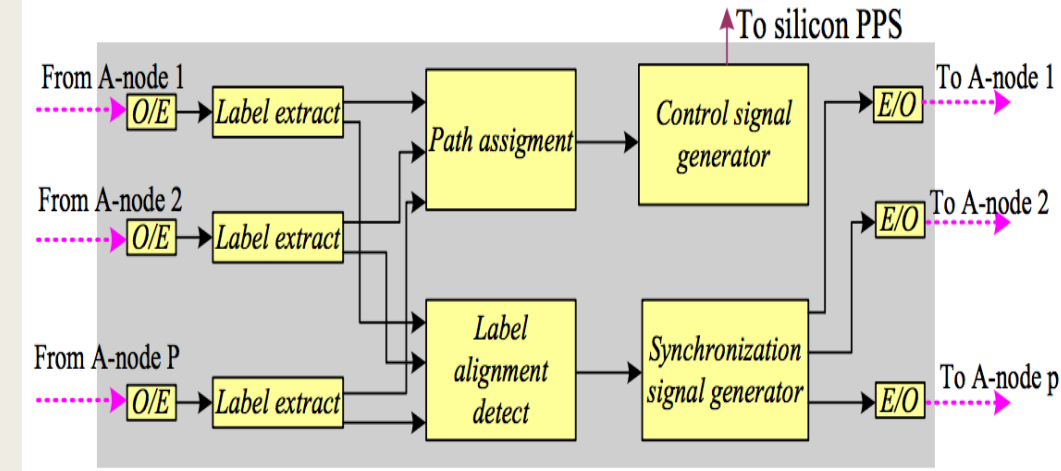 To silicon PPS
From A-node 1
O/E
Label extract
Path assigment
Control signal
generator
E/O
To A-node 1
From A-node 2
O/E
Label extract
E/O
To A-node 2
From A-node P
O/E
Label extract
Label
alignment
detect
Synchronization
signal generator
E/O
To A-node p